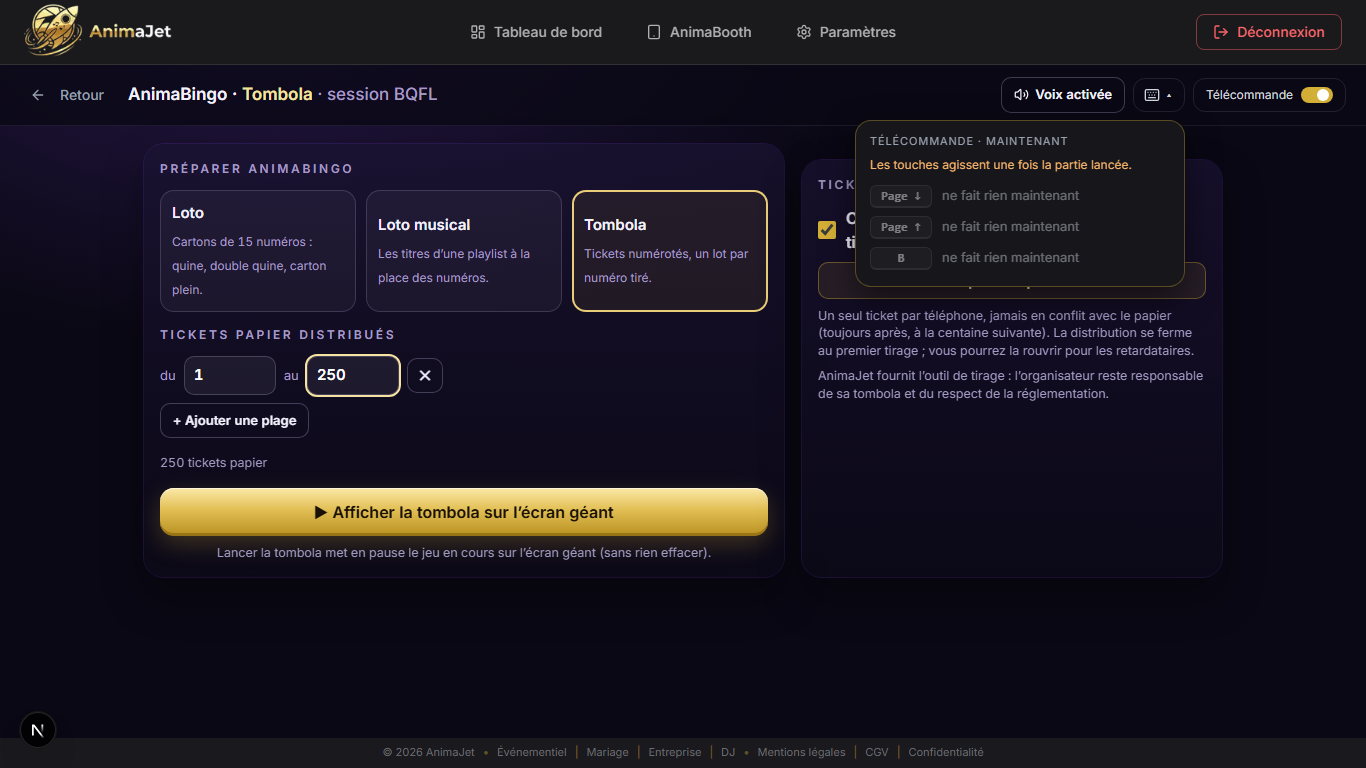 AnimaJet
Tableau de bord
AnimaBooth
Paramètres
Déconnexion
Retour
AnimaBingo · Tombola · session BQFL
Voix activée
Télécommande
TÉLÉCOMMANDE · MAINTENANT
Les touches agissent une fois la partie lancée.
Page ↓ ne fait rien maintenant
Page ↑ ne fait rien maintenant
B ne fait rien maintenant
PRÉPARER ANIMABINGO
Loto
Cartons de 15 numéros :
quine, double quine, carton
plein.
Loto musical
Les titres d’une playlist à la
place des numéros.
Tombola
Tickets numérotés, un lot par
numéro tiré.
TICKETS PAPIER DISTRIBUÉS
du 1 au 250 ✕
+ Ajouter une plage
250 tickets papier
▶ Afficher la tombola sur l’écran géant
Lancer la tombola met en pause le jeu en cours sur l’écran géant (sans rien effacer).
Un seul ticket par téléphone, jamais en conflit avec le papier
(toujours après, à la centaine suivante). La distribution se ferme
au premier tirage ; vous pourrez la rouvrir pour les retardataires.
AnimaJet fournit l’outil de tirage : l’organisateur reste responsable
de sa tombola et du respect de la réglementation.
N
© 2026 AnimaJet • Événementiel | Mariage | Entreprise | DJ • Mentions légales | CGV | Confidentialité